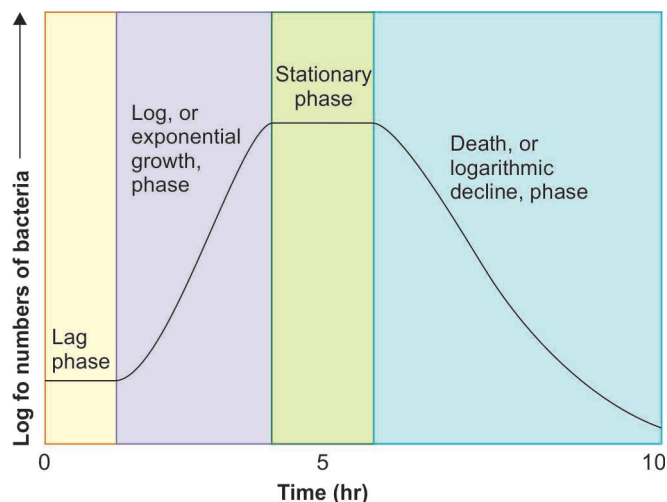 Log fo numbers of bacteria
Lag
phase
Log, or
exponential
growth,
phase
Stationary
phase
Death, or
logarithmic
decline, phase
0
5
10
Time (hr)